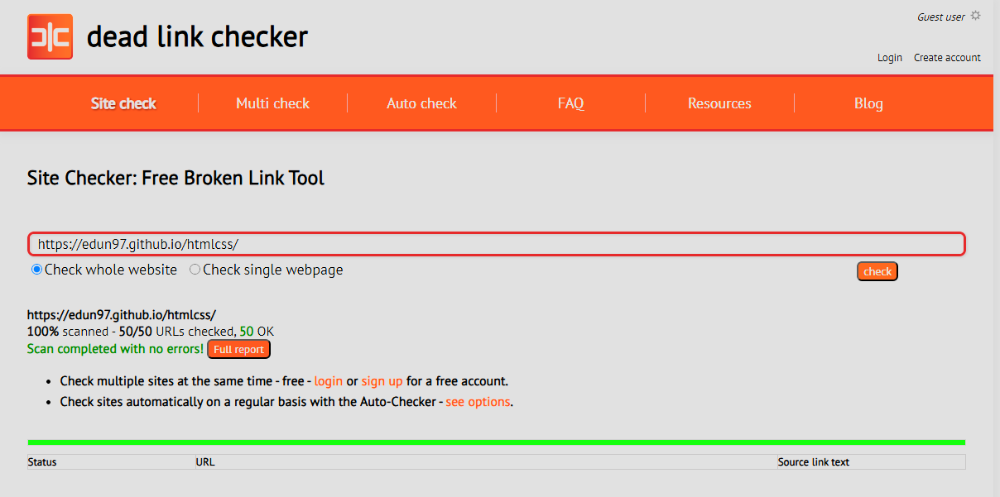 Guest user
dead link checker
Login Create account
Site check Multi check Auto check FAQ Resources Blog
Site Checker: Free Broken Link Tool
https://edun97.github.io/htmlcss/
Check whole website Check single webpage check
https://edun97.github.io/htmlcss/
100% scanned - 50/50 URLs checked, 50 OK
Scan completed with no errors! Full report
• Check multiple sites at the same time - free - login or sign up for a free account.
• Check sites automatically on a regular basis with the Auto-Checker - see options.
Status URL Source link text